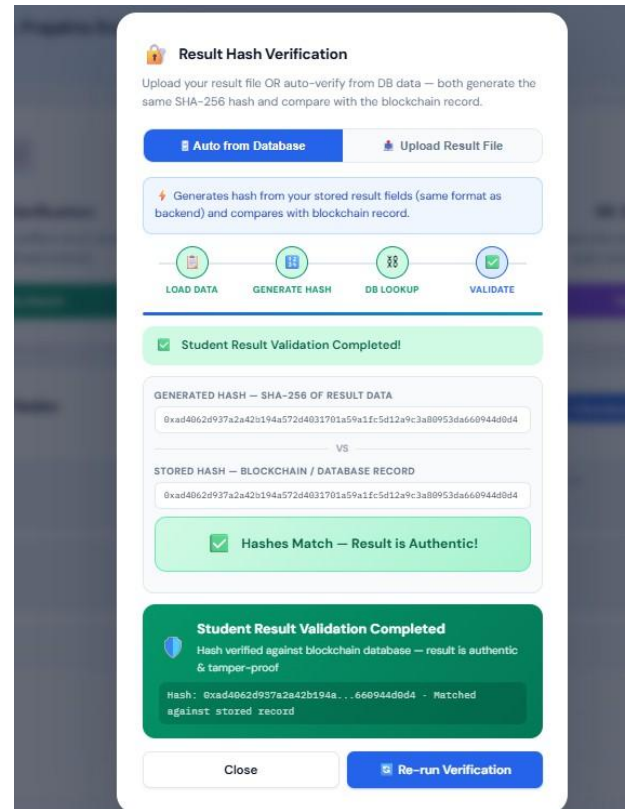 Result Hash Verification
Upload your result file OR auto-verify from DB data — both generate the
same SHA-256 hash and compare with the blockchain record.
Auto from Database
Upload Result File
Generates hash from your stored result fields (same format as
backend) and compares with blockchain record.
LOAD DATA
GENERATE HASH
DB LOOKUP
VALIDATE
Student Result Validation Completed!
GENERATED HASH — SHA-256 OF RESULT DATA
0xad4062d937a2a42b194a572d4031701a59a1fc5d12a9c3a80953da660944d0d4
VS
STORED HASH — BLOCKCHAIN / DATABASE RECORD
0xad4062d937a2a42b194a572d4031701a59a1fc5d12a9c3a80953da660944d0d4
Hashes Match — Result is Authentic!
Student Result Validation Completed
Hash verified against blockchain database — result is authentic
& tamper-proof
Hash: 0xad4062d937a2a42b194a...660944d0d4 - Matched
against stored record
Close
Re-run Verification